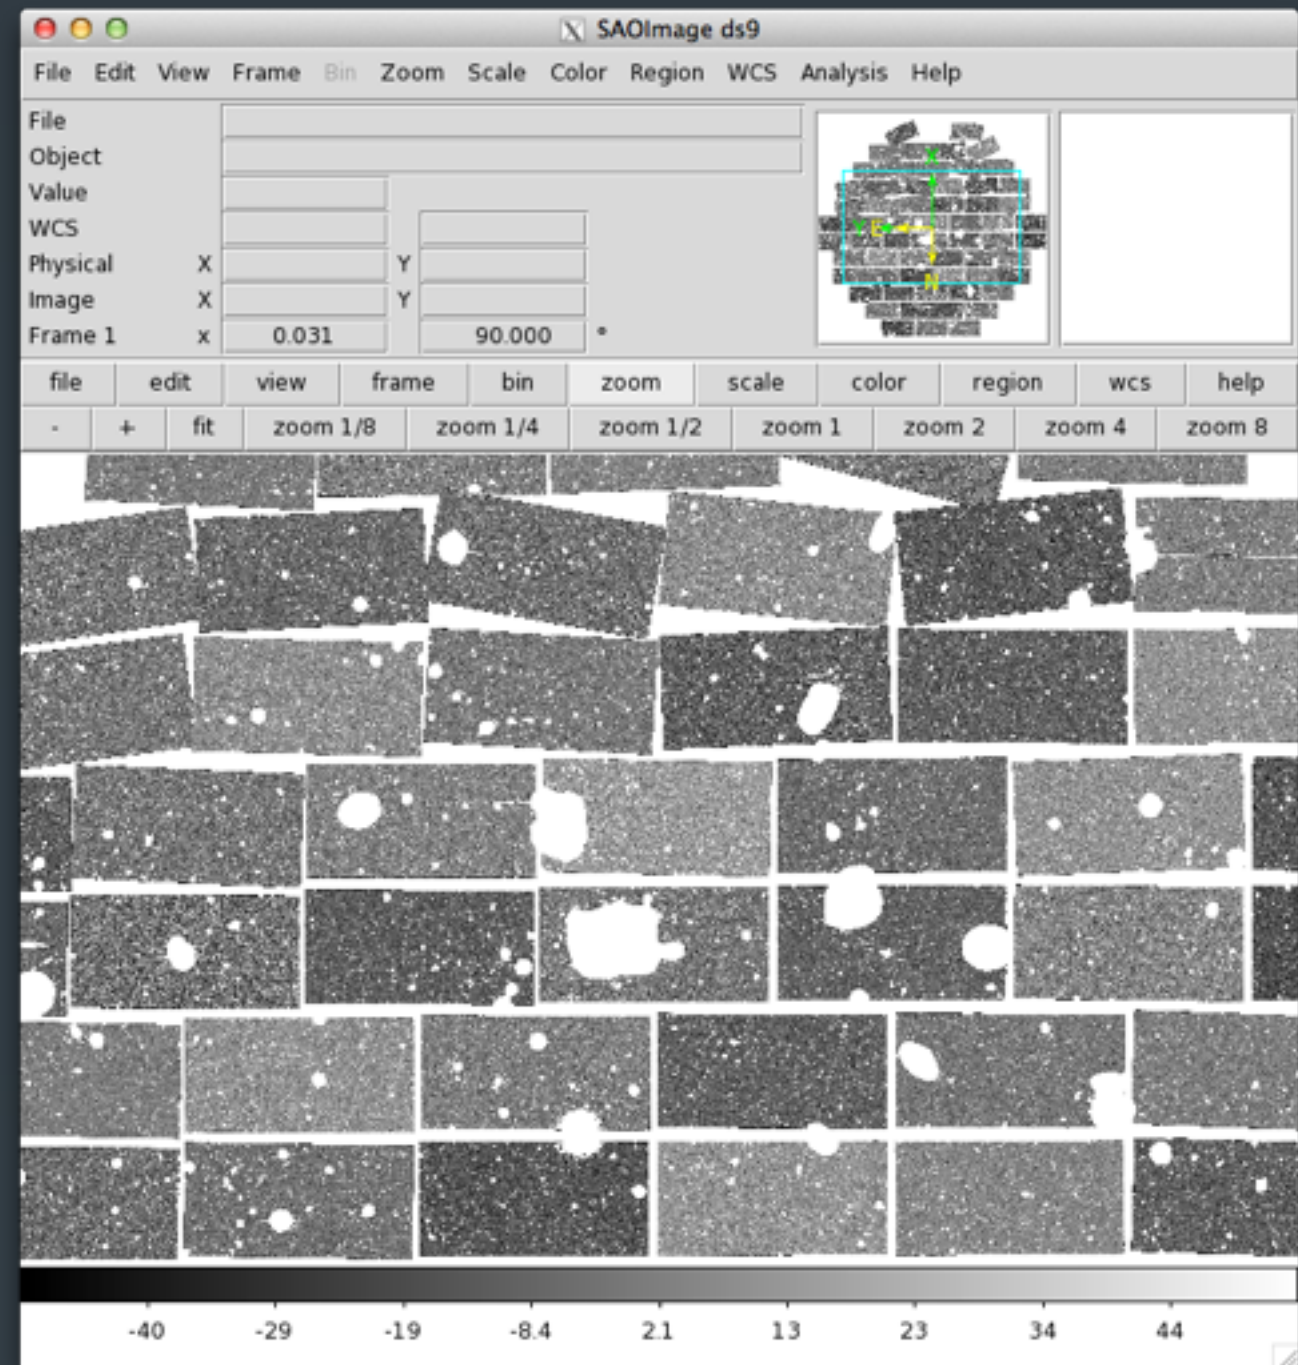 SAOImage ds9
File Edit View Frame Bin Zoom Scale Color Region WCS Analysis Help
File
Object
Value
WCS
Physical X Y
Image X Y
Frame 1 x 0.031 90.000 °
X
Y E
N
file edit view frame bin zoom scale color region wcs help
- + fit zoom 1/8 zoom 1/4 zoom 1/2 zoom 1 zoom 2 zoom 4 zoom 8
-40 -29 -19 -8.4 2.1 13 23 34 44